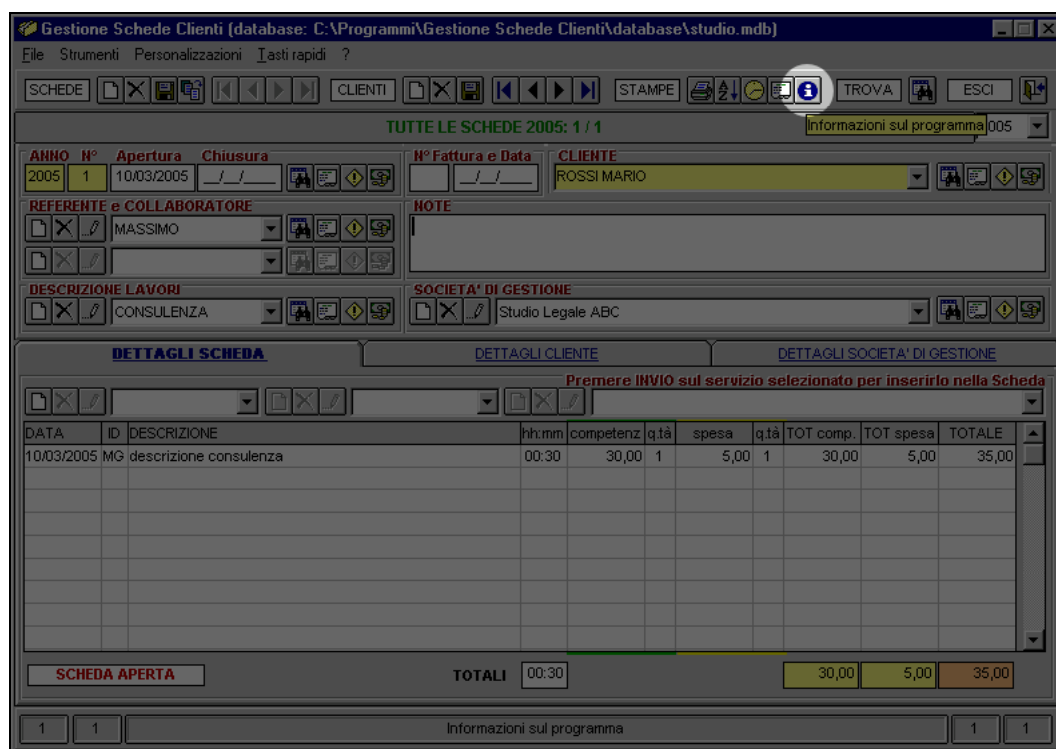 Gestione Schede Clienti (database: C:\Programmi\Gestione Schede Clienti\database\studio.mdb)
File Strumenti Personalizzazioni Tasti rapidi ?
SCHEDE CLIENTI STAMPE TROVA ESCI
TUTTE LE SCHEDE 2005: 1 / 1 Informazioni sul programma 005
ANNO N° Apertura Chiusura N° Fattura e Data CLIENTE
2005 1 10/03/2005 __/__/____ __/__/____ ROSSI MARIO
REFERENTE e COLLABORATORE NOTE
MASSIMO
DESCRIZIONE LAVORI SOCIETA' DI GESTIONE
CONSULENZA Studio Legale ABC
DETTAGLI SCHEDA DETTAGLI CLIENTE DETTAGLI SOCIETA' DI GESTIONE
Premere INVIO sul servizio selezionato per inserirlo nella Scheda
DATA ID DESCRIZIONE hh:mm competenz q.tà spesa q.tà TOT comp. TOT spesa TOTALE
10/03/2005 MG descrizione consulenza 00:30 30,00 1 5,00 1 30,00 5,00 35,00
SCHEDA APERTA TOTALI 00:30 30,00 5,00 35,00
1 1 Informazioni sul programma 1 1